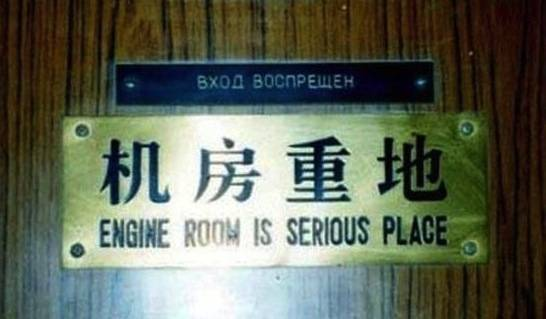 ВХОД ВОСПРЕЩЕН
机房重地
ENGINE ROOM IS SERIOUS PLACE